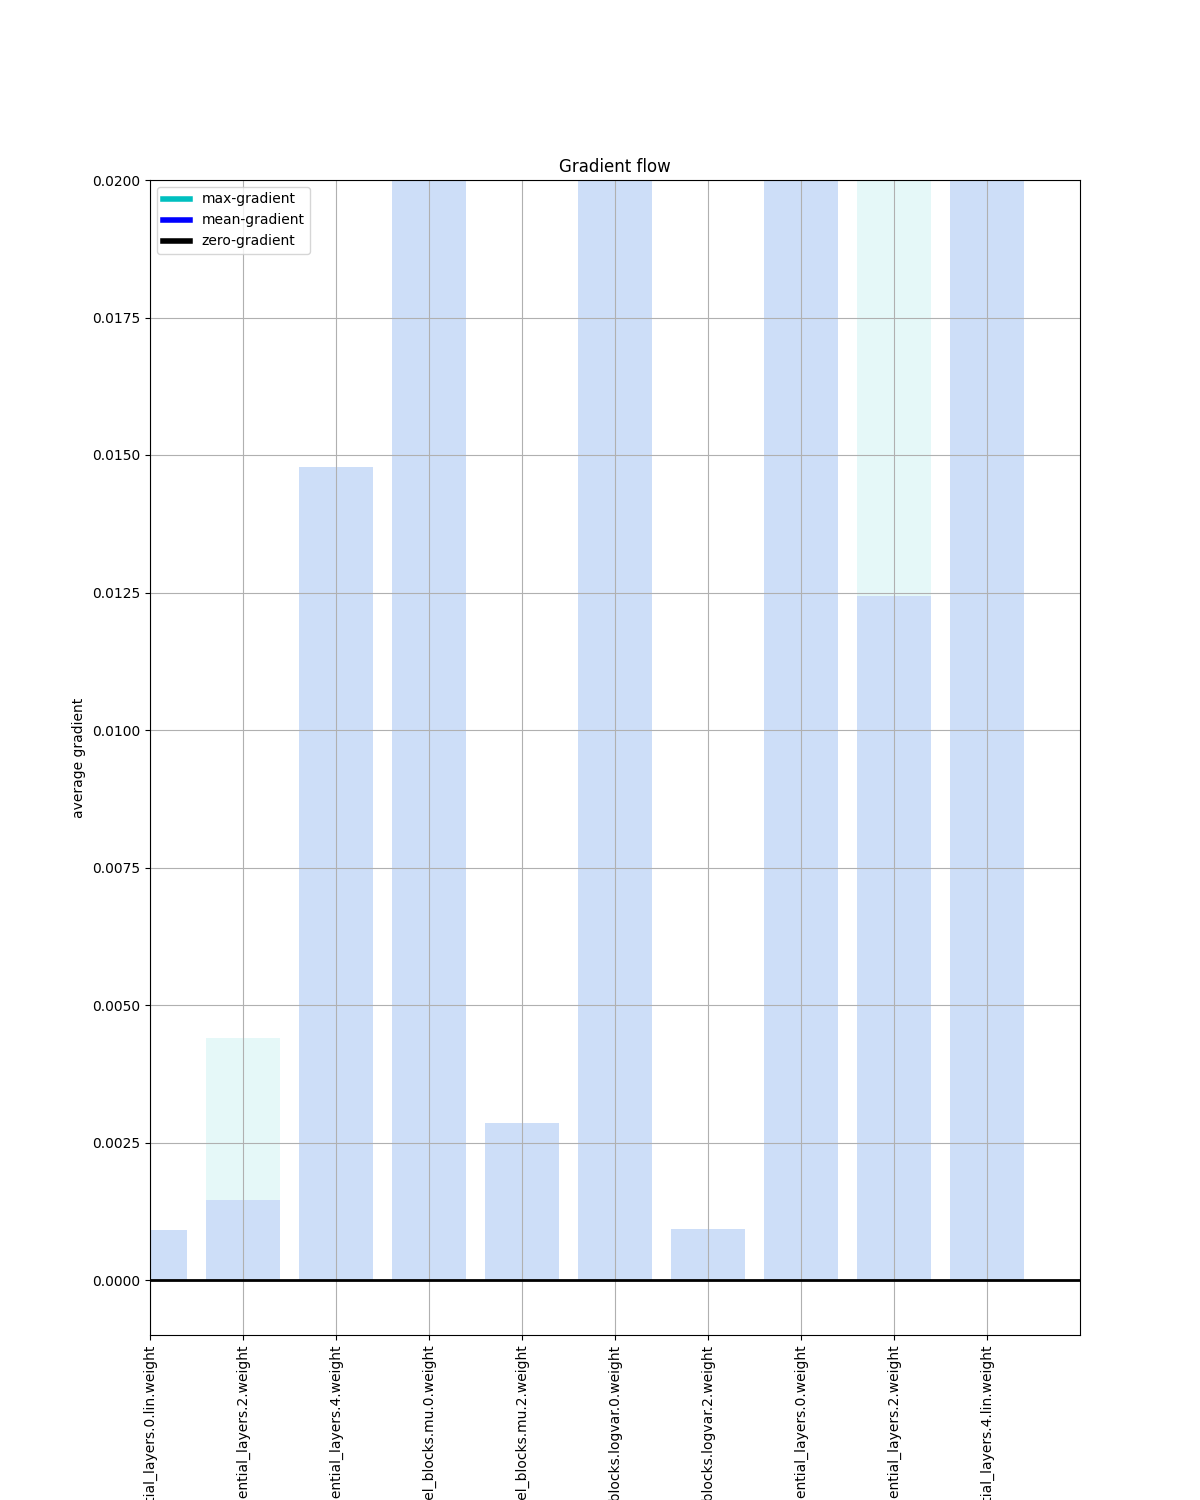 Gradient flow
max-gradient
mean-gradient
zero-gradient
0.0200
0.0175
0.0150
0.0125
0.0100
0.0075
0.0050
0.0025
0.0000
average gradient
tial_layers.0.lin.weight
ential_layers.2.weight
ential_layers.4.weight
el_blocks.mu.0.weight
el_blocks.mu.2.weight
blocks.logvar.0.weight
blocks.logvar.2.weight
ential_layers.0.weight
ential_layers.2.weight
tial_layers.4.lin.weight